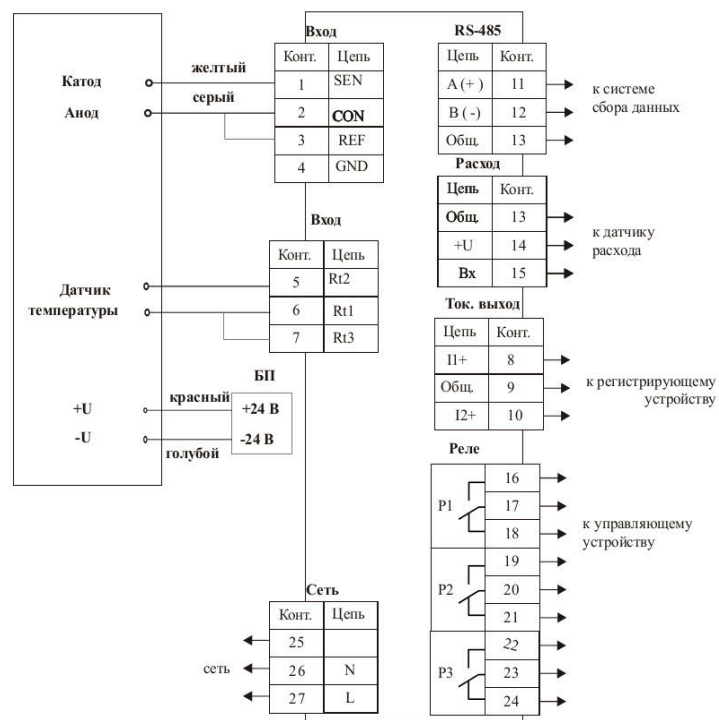 Катод
Анод
Датчик
температуры
+U
-U
желтый
серый
красный
голубой
Вход
Конт. Цепь
1 SEN
2 CON
3 REF
4 GND
Вход
Конт. Цепь
5 Rt2
6 Rt1
7 Rt3
БП
+24 В
-24 В
Сеть
Конт. Цепь
25
26 N
27 L
сеть
RS-485
Цепь Конт.
A (+) 11
B (-) 12
Общ. 13
к системе
сбора данных
Расход
Цепь Конт.
Общ. 13
+U 14
Вх 15
к датчику
расхода
Ток. выход
Цепь Конт.
I1+ 8
Общ. 9
I2+ 10
к регистрирующему
устройству
Реле
P1
16
17
18
P2
19
20
21
P3
22
23
24
к управляющему
устройству